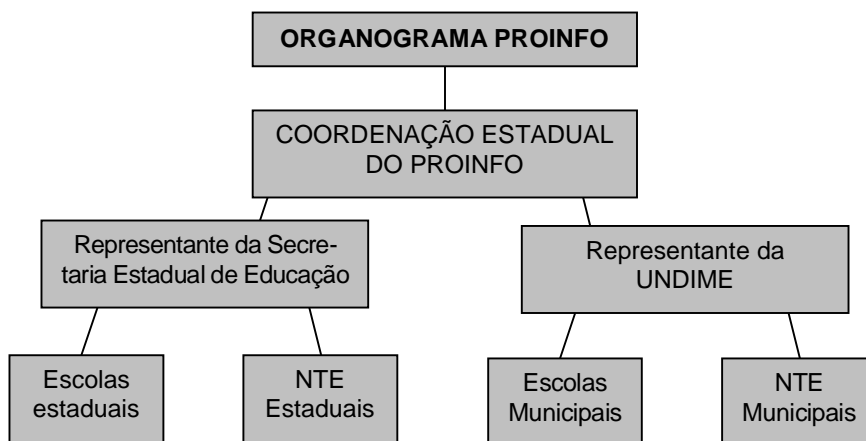 ORGANOGRAMA PROINFO
COORDENAÇÃO ESTADUAL
DO PROINFO
Representante da Secre-
taria Estadual de Educação
Representante da
UNDIME
Escolas
estaduais
NTE
Estaduais
Escolas
Municipais
NTE
Municipais